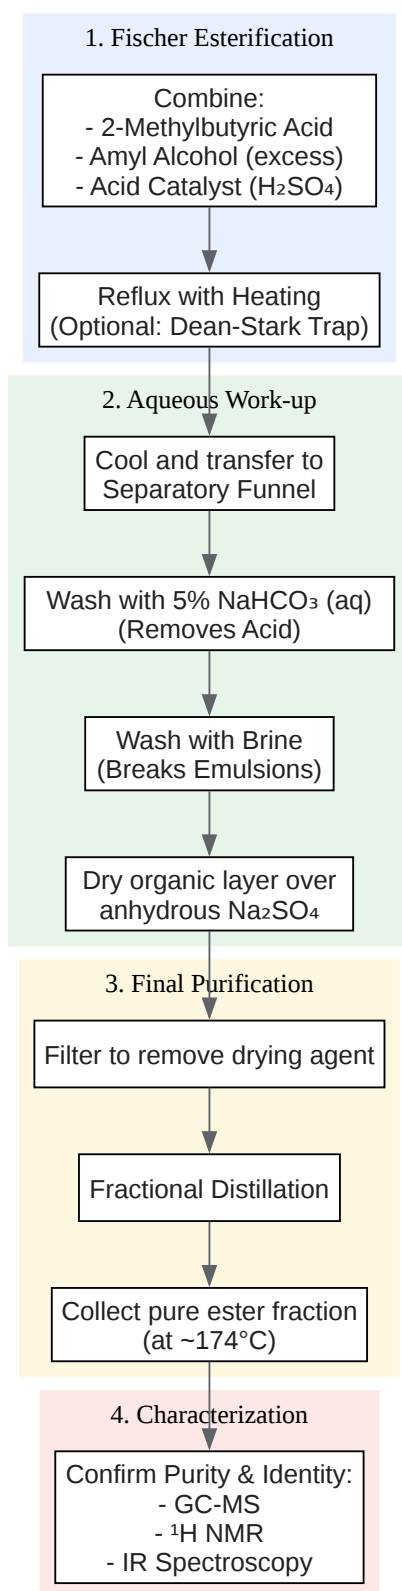 1. Fischer Esterification
Combine:
- 2-Methylbutyric Acid
- Amyl Alcohol (excess)
- Acid Catalyst (H₂SO₄)
Reflux with Heating
(Optional: Dean-Stark Trap)
2. Aqueous Work-up
Cool and transfer to
Separatory Funnel
Wash with 5% NaHCO₃ (aq)
(Removes Acid)
Wash with Brine
(Breaks Emulsions)
Dry organic layer over
anhydrous Na₂SO₄
3. Final Purification
Filter to remove drying agent
Fractional Distillation
Collect pure ester fraction
(at ~174°C)
4. Characterization
Confirm Purity & Identity:
- GC-MS
- ¹H NMR
- IR Spectroscopy